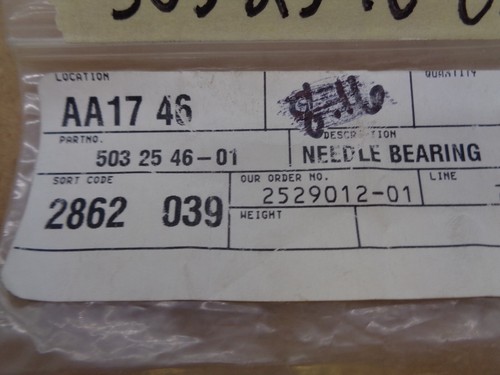 LOCATION QUANTITY
AA17 46
PARTNO. DESCRIPTION
503 25 46-01 NEEDLE BEARING
SORT CODE OUR ORDER NO. LINE
2862 039 2529012-01
WEIGHT